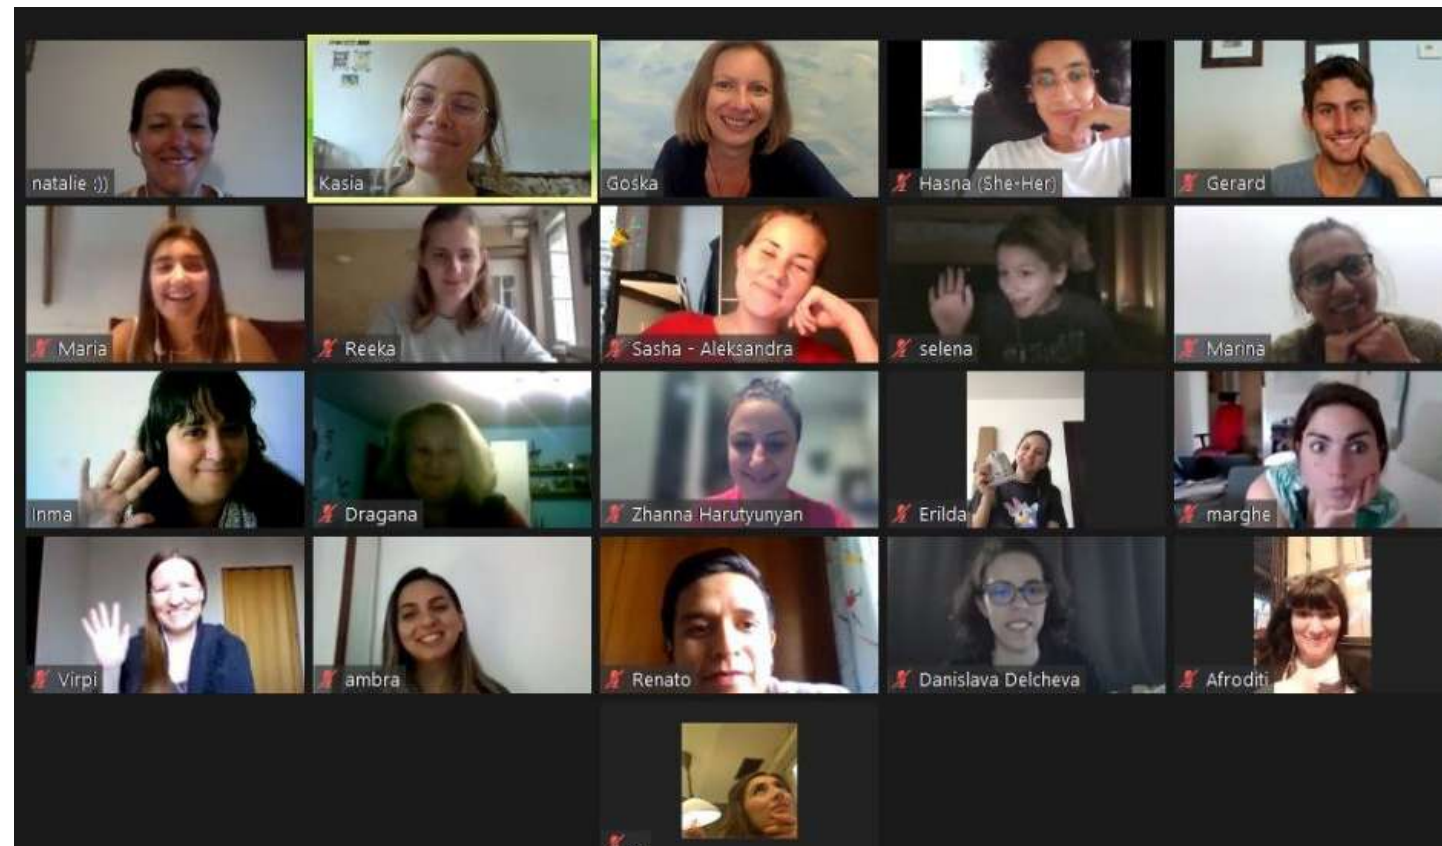 natalie :))
Kasia
Goska
Hasna (She-Her)
Gerard
Maria
Reeka
Sasha - Aleksandra
selena
Marina
Inma
Dragana
Zhanna Harutyunyan
Erilda
marghe
Virpi
ambra
Renato
Danislava Delcheva
Afroditi